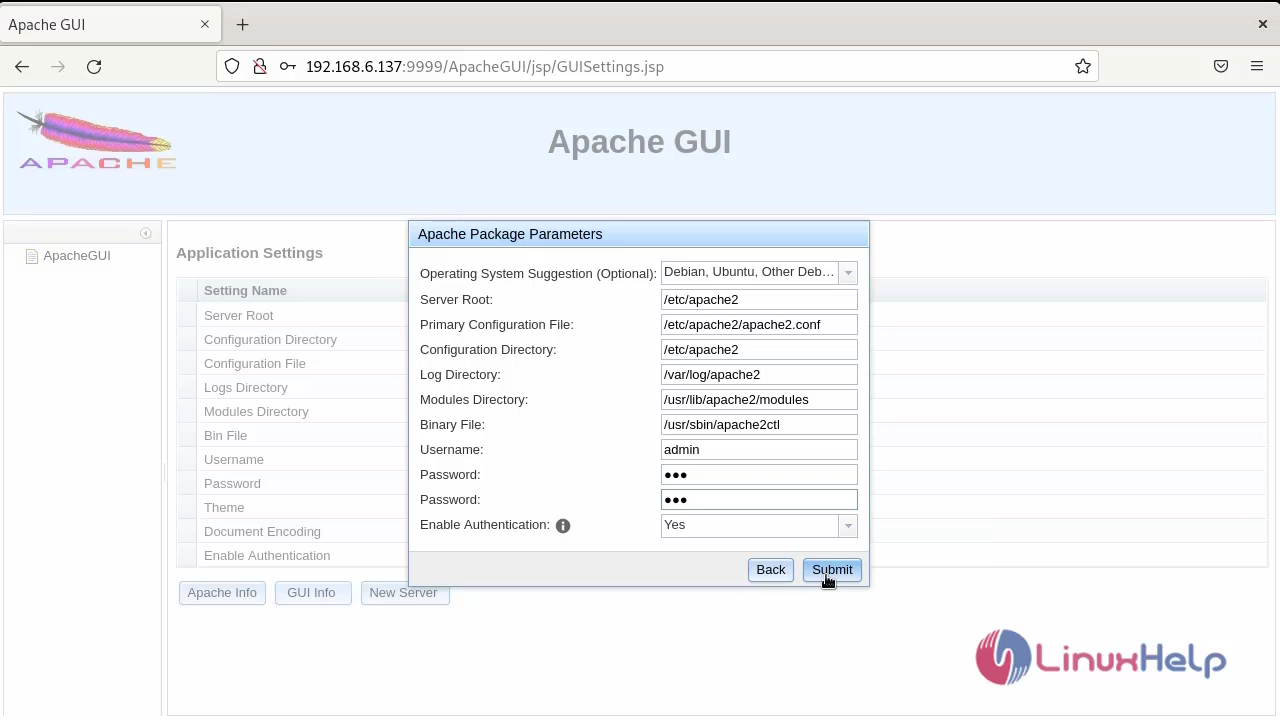 Apache GUI
192.168.6.137:9999/ApacheGUI/jsp/GUISettings.jsp
APACHE
Apache GUI
ApacheGUI
Application Settings
Setting Name
Server Root
Configuration Directory
Configuration File
Logs Directory
Modules Directory
Bin File
Username
Password
Theme
Document Encoding
Enable Authentication
Apache Info GUI Info New Server
Apache Package Parameters
Operating System Suggestion (Optional): Debian, Ubuntu, Other Deb...
Server Root: /etc/apache2
Primary Configuration File: /etc/apache2/apache2.conf
Configuration Directory: /etc/apache2
Log Directory: /var/log/apache2
Modules Directory: /usr/lib/apache2/modules
Binary File: /usr/sbin/apache2ctl
Username: admin
Password: ●●●
Password: ●●●
Enable Authentication: Yes
Back Submit
LinuxHelp